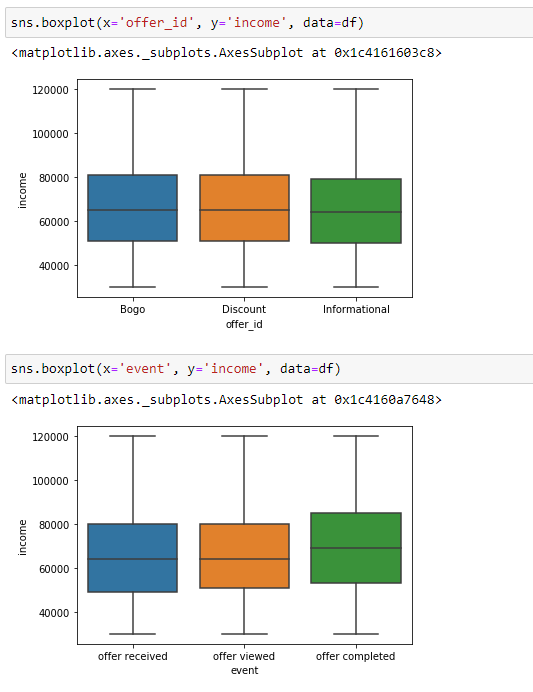 sns.boxplot(x='offer_id', y='income', data=df)
<matplotlib.axes._subplots.AxesSubplot at 0x1c4161603c8>
120000
100000
80000
60000
40000
income
Bogo Discount Informational
offer_id
sns.boxplot(x='event', y='income', data=df)
<matplotlib.axes._subplots.AxesSubplot at 0x1c4160a7648>
120000
100000
80000
60000
40000
income
offer received offer viewed offer completed
event